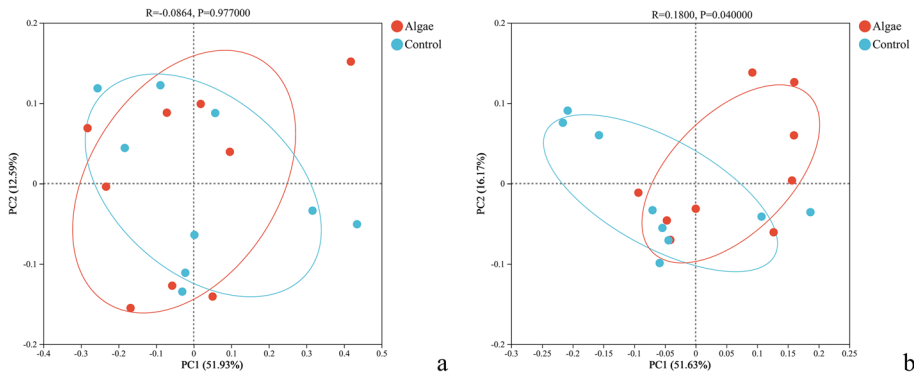 R=-0.0864, P=0.977000
Algae
Control
PC2 (12.59%)
0.2
0.1
0
-0.1
-0.2
-0.4 -0.3 -0.2 -0.1 0 0.1 0.2 0.3 0.4 0.5
PC1 (51.93%)
a
R=0.1800, P=0.040000
Algae
Control
PC2 (16.17%)
0.2
0.1
0
-0.1
-0.2
-0.3 -0.25 -0.2 -0.15 -0.1 -0.05 0 0.05 0.1 0.15 0.2 0.25
PC1 (51.63%)
b